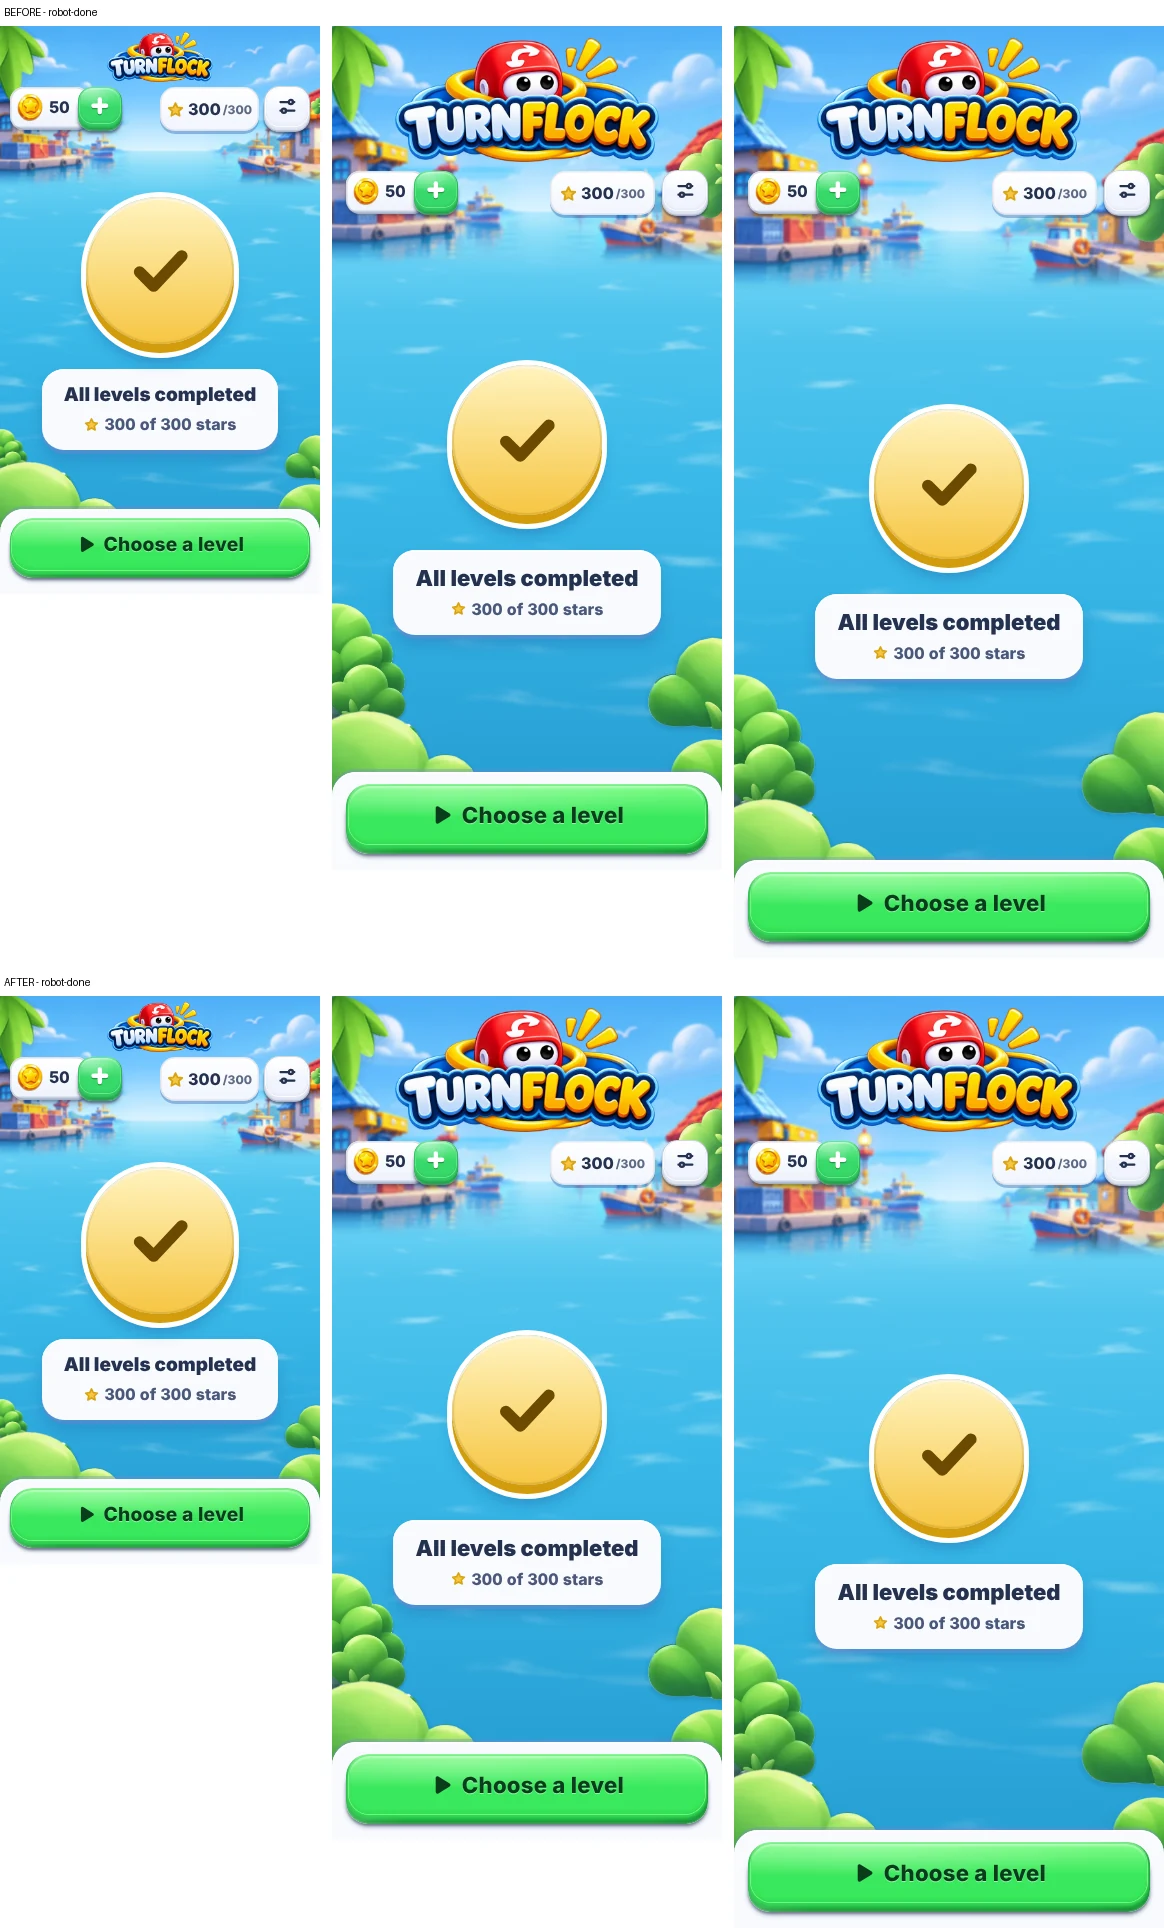 BEFORE - robot-done
TURNFLOCK
50
300/300
All levels completed
300 of 300 stars
Choose a level
TURNFLOCK
50
300/300
All levels completed
300 of 300 stars
Choose a level
TURNFLOCK
50
300/300
All levels completed
300 of 300 stars
Choose a level
AFTER - robot-done
TURNFLOCK
50
300/300
All levels completed
300 of 300 stars
Choose a level
TURNFLOCK
50
300/300
All levels completed
300 of 300 stars
Choose a level
TURNFLOCK
50
300/300
All levels completed
300 of 300 stars
Choose a level